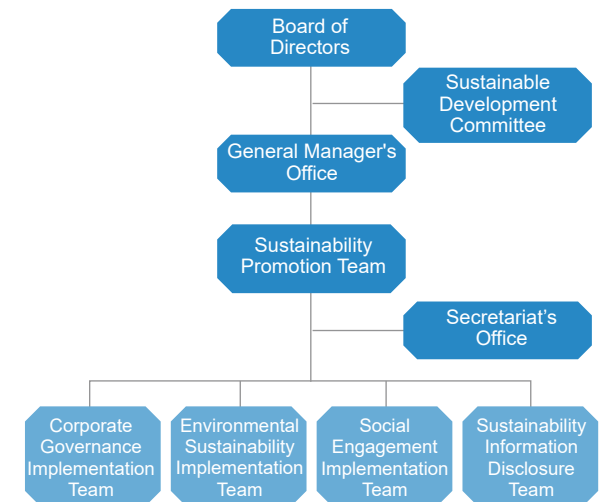 Board of
Directors
Sustainable
Development
Committee
General Manager's
Office
Sustainability
Promotion Team
Secretariat’s
Office
Corporate
Governance
Implementation
Team
Environmental
Sustainability
Implementation
Team
Social
Engagement
Implementation
Team
Sustainability
Information
Disclosure
Team